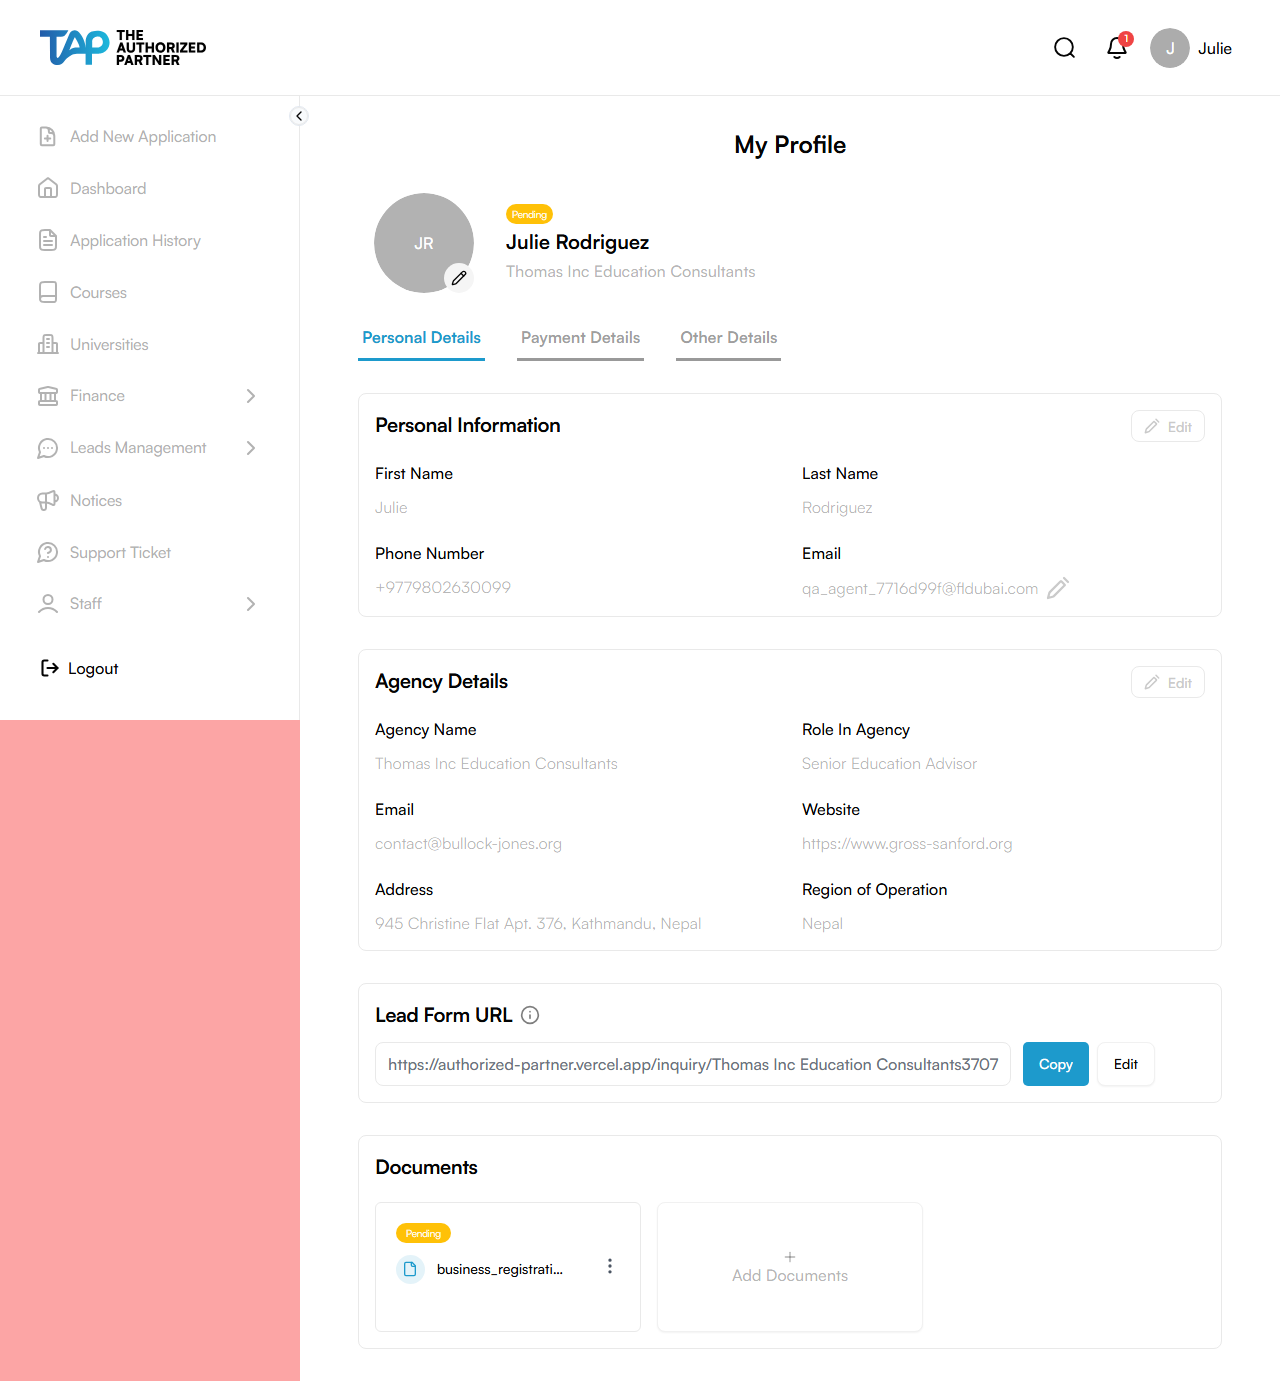 TAP THE AUTHORIZED PARTNER
1
J
Julie
Add New Application
Dashboard
Application History
Courses
Universities
Finance
Leads Management
Notices
Support Ticket
Staff
Logout
My Profile
JR
Pending
Julie Rodriguez
Thomas Inc Education Consultants
Personal Details
Payment Details
Other Details
Personal Information
Edit
First Name
Last Name
Julie
Rodriguez
Phone Number
Email
+9779802630099
qa_agent_7716d99f@fldubai.com
Agency Details
Edit
Agency Name
Role In Agency
Thomas Inc Education Consultants
Senior Education Advisor
Email
Website
contact@bullock-jones.org
https://www.gross-sanford.org
Address
Region of Operation
945 Christine Flat Apt. 376, Kathmandu, Nepal
Nepal
Lead Form URL
https://authorized-partner.vercel.app/inquiry/Thomas Inc Education Consultants3707
Copy
Edit
Documents
Pending
business_registrati...
+
Add Documents